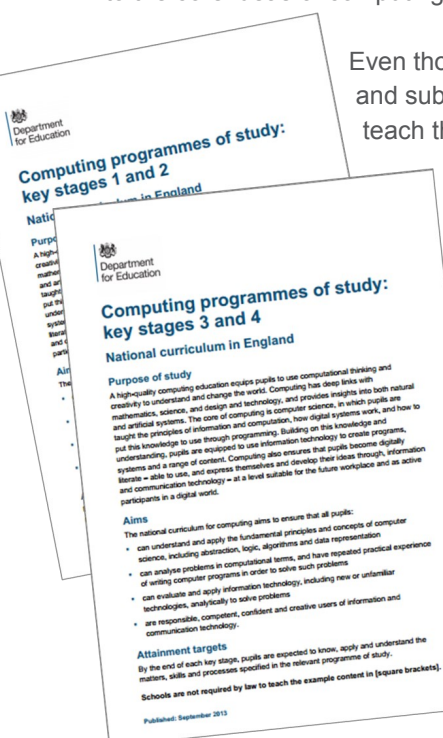 Even tho
and sub
teach th
Department
for Education
Computing programmes of study:
key stages 1 and 2
in England
Department
for Education
Computing programmes of study:
key stages 3 and 4
National curriculum in England
Purpose of study
A high-quality computing education equips pupils to use computational thinking and
creativity to understand and change the world. Computing has deep links with
mathematics, science, and design and technology, and provides insights into both natural
and artificial systems. The core of computing is computer science, in which pupils are
taught the principles of information and computation, how digital systems work, and how to
put this knowledge to use through programming. Building on this knowledge and
understanding, pupils are equipped to use information technology to create programs,
systems and a range of content. Computing also ensures that pupils become digitally
literate – able to use, and express themselves and develop their ideas through, information
and communication technology – at a level suitable for the future workplace and as active
participants in a digital world.
Aims
The national curriculum for computing aims to ensure that all pupils:
• can understand and apply the fundamental principles and concepts of computer
science, including abstraction, logic, algorithms and data representation
• can analyse problems in computational terms, and have repeated practical experience
of writing computer programs in order to solve such problems
• can evaluate and apply information technology, including new or unfamiliar
technologies, analytically to solve problems
• are responsible, competent, confident and creative users of information and
communication technology.
Attainment targets
By the end of each key stage, pupils are expected to know, apply and understand the
matters, skills and processes specified in the relevant programme of study.
Schools are not required by law to teach the example content in [square brackets].
Published: September 2013